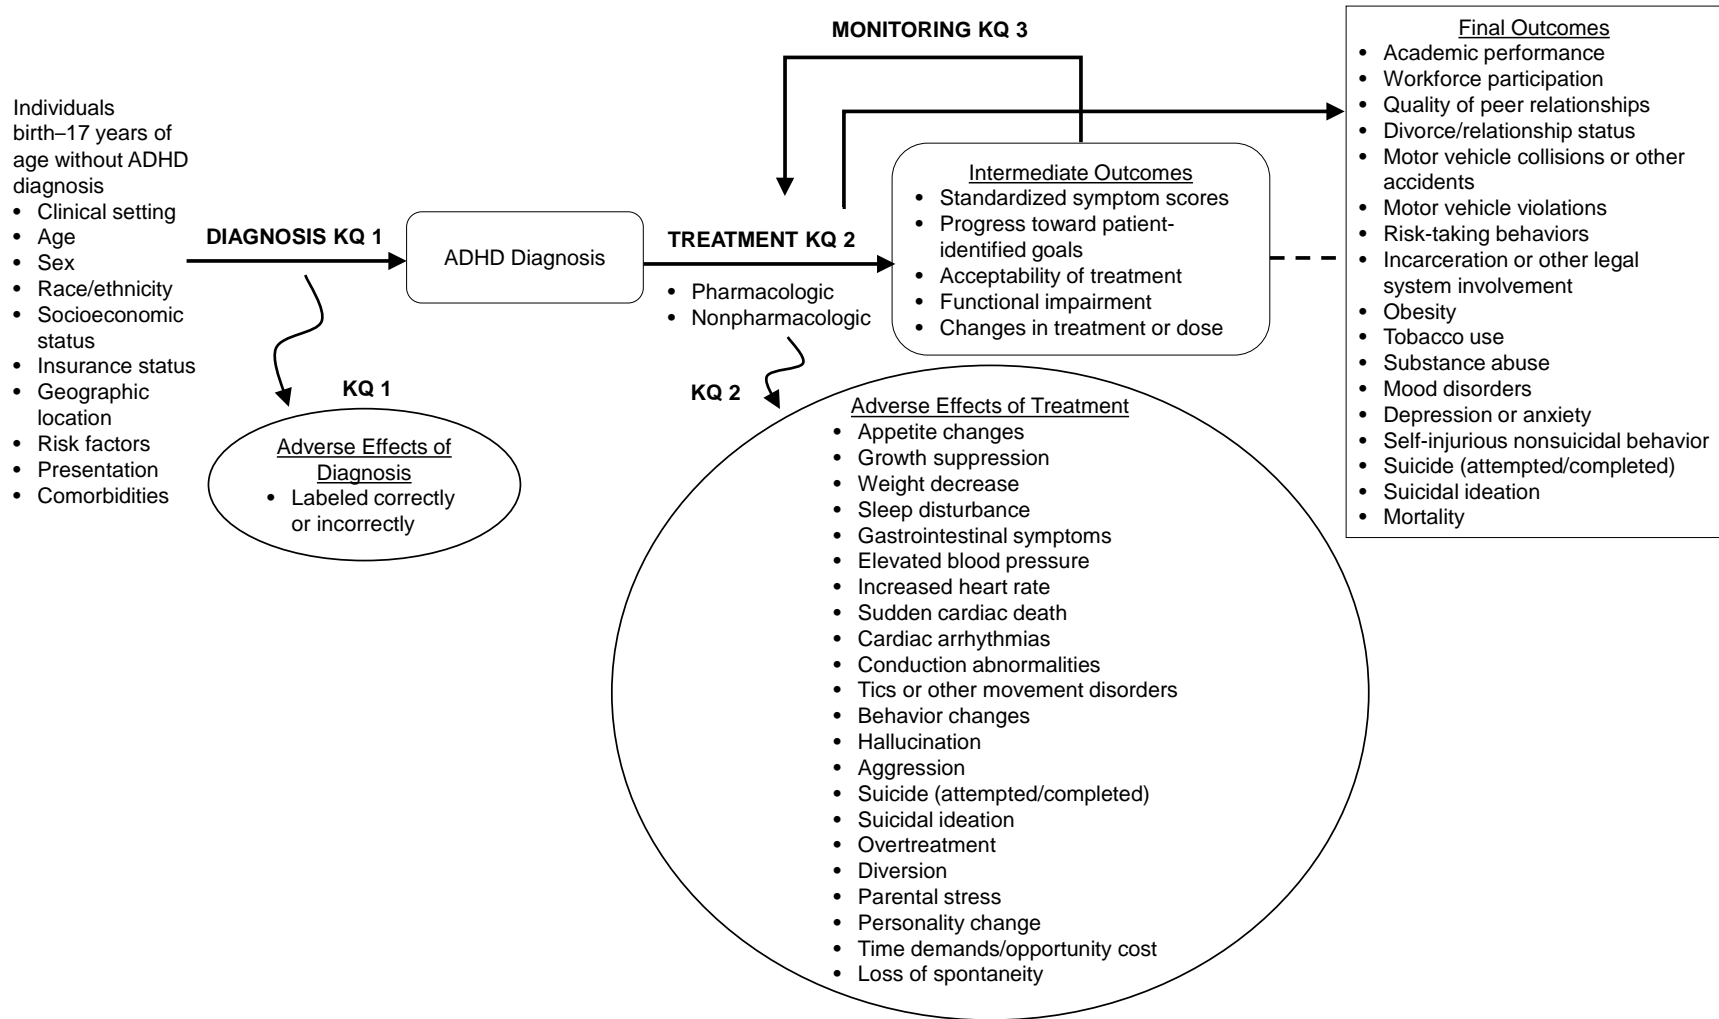 MONITORING KQ 3
Individuals
birth–17 years of
age without ADHD
diagnosis
• Clinical setting
• Age
• Sex
• Race/ethnicity
• Socioeconomic
status
• Insurance status
• Geographic
location
• Risk factors
• Presentation
• Comorbidities
DIAGNOSIS KQ 1
KQ 1
Adverse Effects of
Diagnosis
• Labeled correctly
or incorrectly
ADHD Diagnosis
TREATMENT KQ 2
• Pharmacologic
• Nonpharmacologic
KQ 2
Intermediate Outcomes
• Standardized symptom scores
• Progress toward patient-
identified goals
• Acceptability of treatment
• Functional impairment
• Changes in treatment or dose
Adverse Effects of Treatment
• Appetite changes
• Growth suppression
• Weight decrease
• Sleep disturbance
• Gastrointestinal symptoms
• Elevated blood pressure
• Increased heart rate
• Sudden cardiac death
• Cardiac arrhythmias
• Conduction abnormalities
• Tics or other movement disorders
• Behavior changes
• Hallucination
• Aggression
• Suicide (attempted/completed)
• Suicidal ideation
• Overtreatment
• Diversion
• Parental stress
• Personality change
• Time demands/opportunity cost
• Loss of spontaneity
Final Outcomes
• Academic performance
• Workforce participation
• Quality of peer relationships
• Divorce/relationship status
• Motor vehicle collisions or other
accidents
• Motor vehicle violations
• Risk-taking behaviors
• Incarceration or other legal
system involvement
• Obesity
• Tobacco use
• Substance abuse
• Mood disorders
• Depression or anxiety
• Self-injurious nonsuicidal behavior
• Suicide (attempted/completed)
• Suicidal ideation
• Mortality